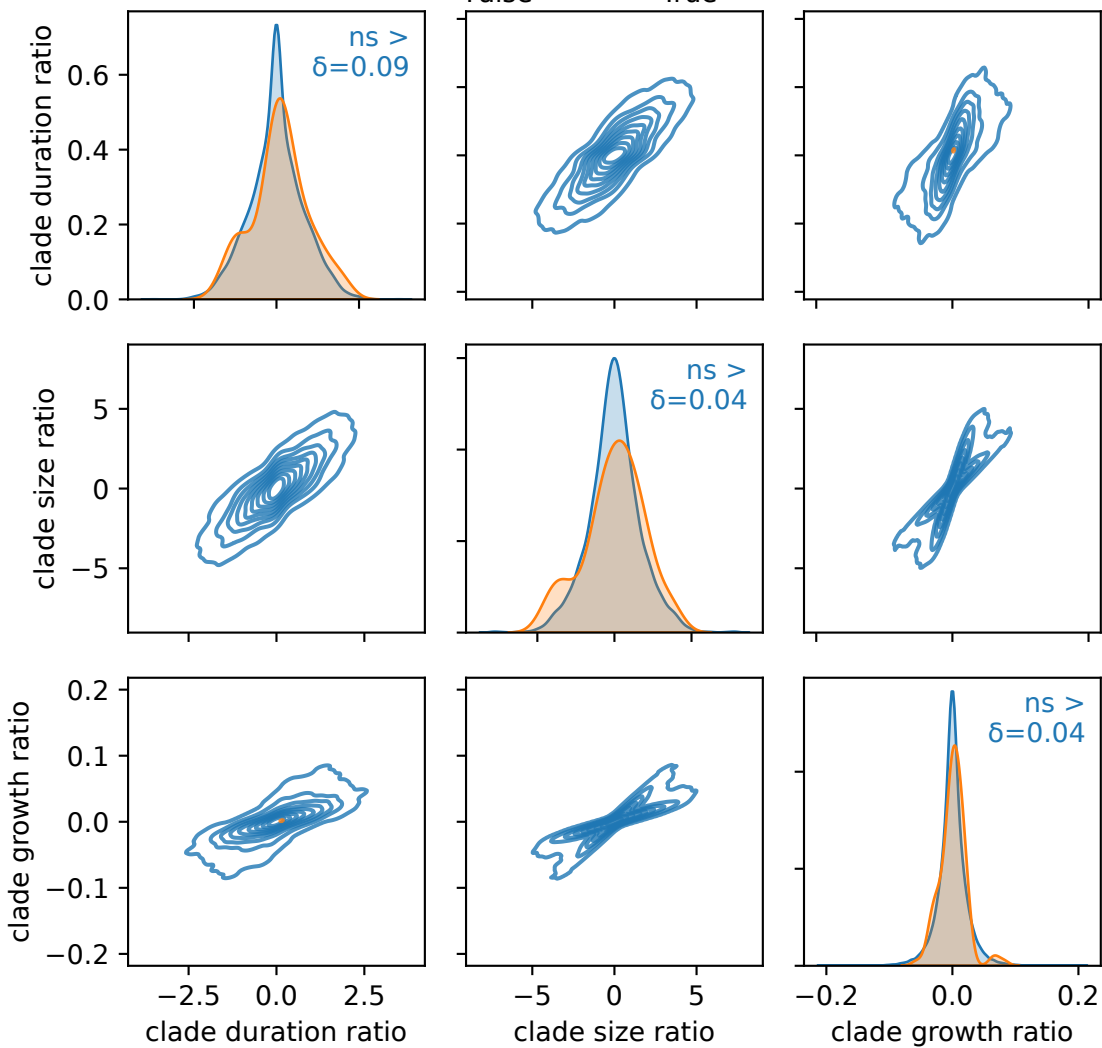 clade duration ratio
0.6
0.4
0.2
0.0
ns >
δ=0.09
clade size ratio
5
0
−5
ns >
δ=0.04
clade growth ratio
0.2
0.1
0.0
−0.1
−0.2
ns >
δ=0.04
−2.5 0.0 2.5
−5 0 5
−0.2 0.0 0.2
clade duration ratio
clade size ratio
clade growth ratio